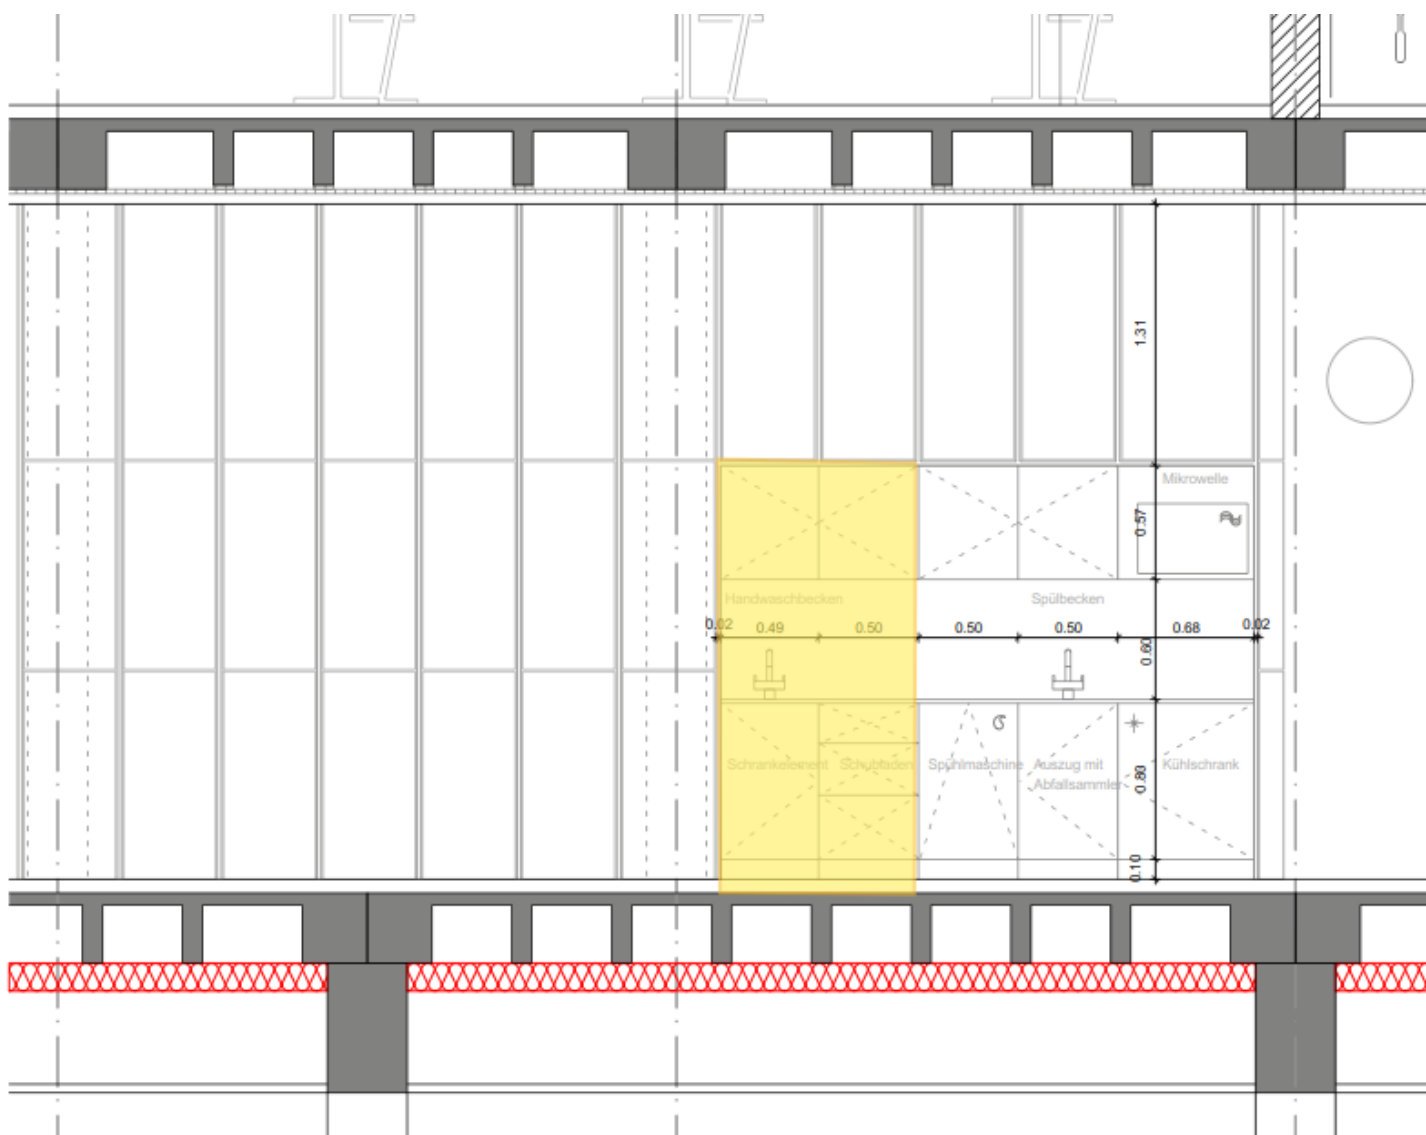 1.31
Mikrowelle
0.57
Handwaschbecken
Spülbecken
0.02 0.49 0.50 0.50 0.50 0.68 0.02
0.60
Schrankelement Schubladen Spühlmaschine Auszug mit Kühlschrank
Abfallsammler
0.80
0.10